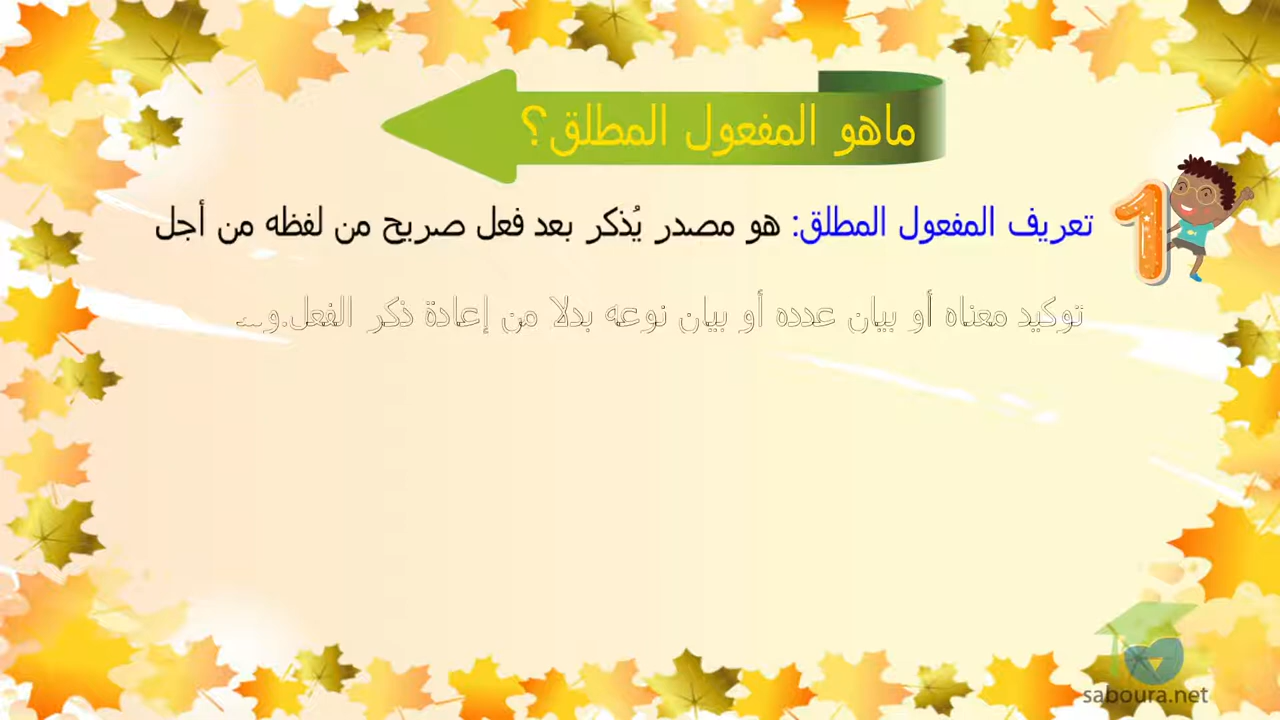 ماهو المفعول المطلق؟
تعريف المفعول المطلق: هو مصدر يُذكر بعد فعل صريح من لفظه من أجل
توكيد معناه أو بيان عدده أو بيان نوعه بدلا من إعادة ذكر الفعل.و
1
saboura.net